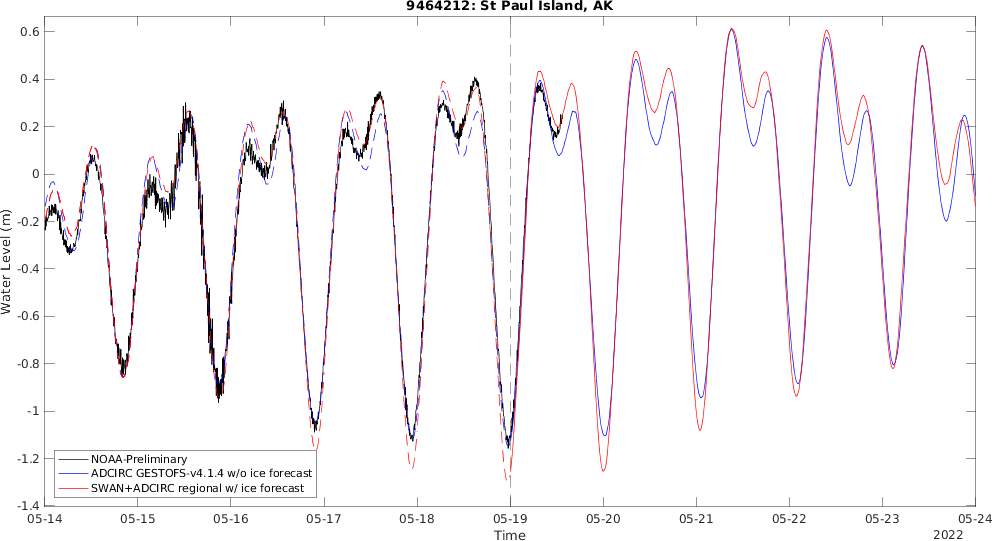 9464212: St Paul Island, AK
0.6
0.4
0.2
0
-0.2
-0.4
-0.6
-0.8
-1
-1.2
-1.4
Water Level (m)
NOAA-Preliminary
ADCIRC GESTOFS-v4.1.4 w/o ice forecast
SWAN+ADCIRC regional w/ ice forecast
05-14 05-15 05-16 05-17 05-18 05-19 05-20 05-21 05-22 05-23 05-24
Time
2022